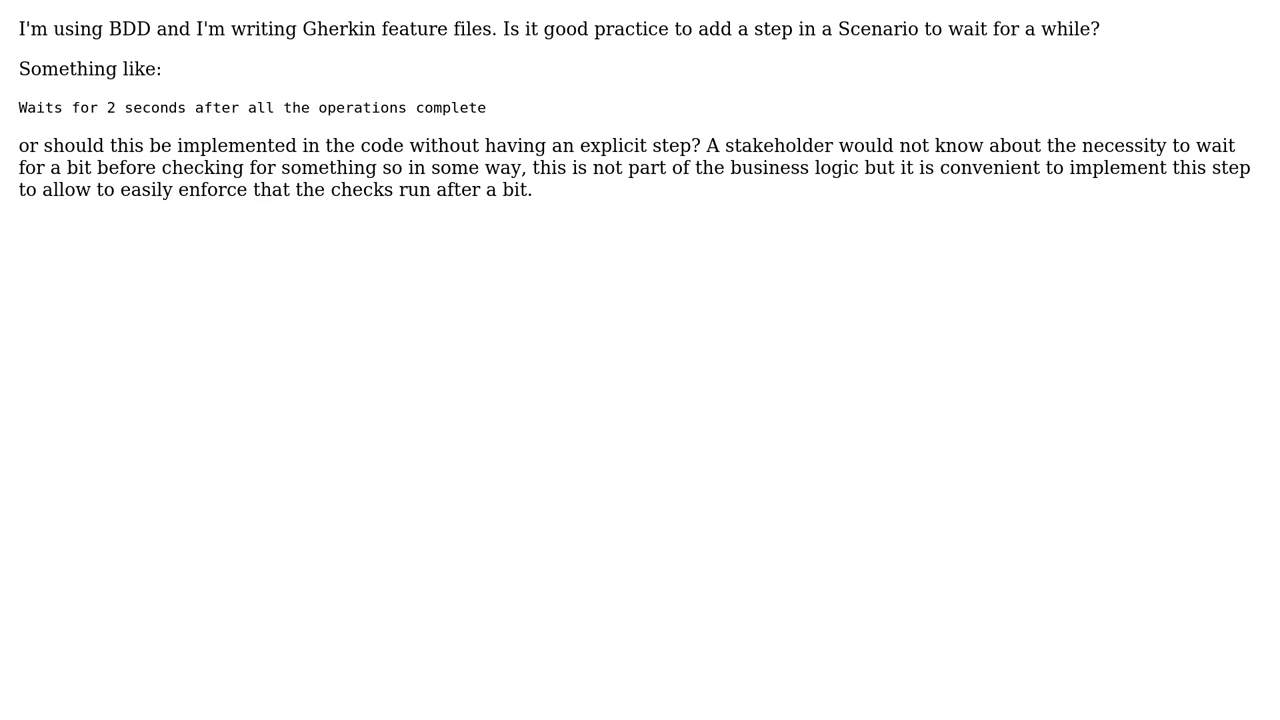 I'm using BDD and I'm writing Gherkin feature files. Is it good practice to add a step in a Scenario to wait for a while?
Something like:
Waits for 2 seconds after all the operations complete
or should this be implemented in the code without having an explicit step? A stakeholder would not know about the necessity to wait
for a bit before checking for something so in some way, this is not part of the business logic but it is convenient to implement this step
to allow to easily enforce that the checks run after a bit.